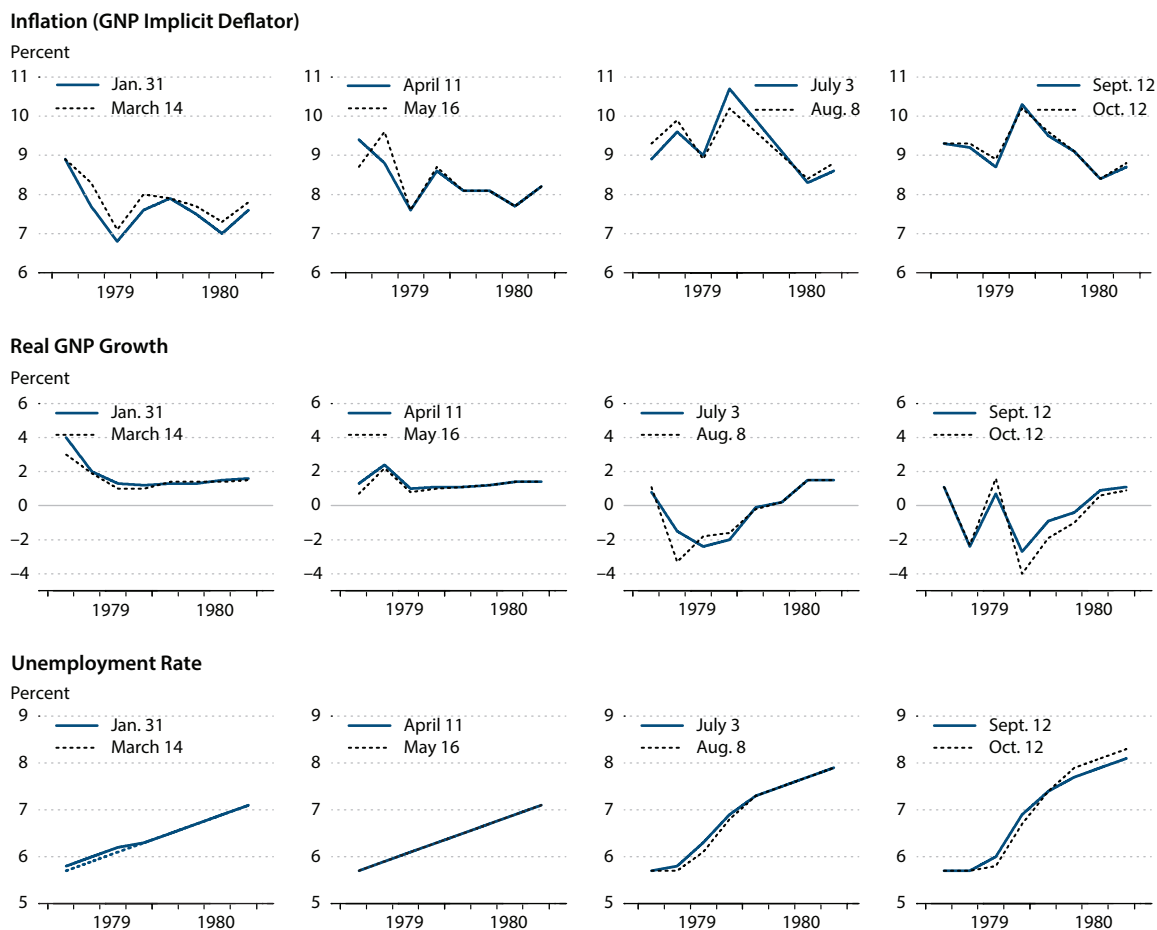 Inflation (GNP Implicit Deflator)
Percent
11
10
9
8
7
6
Jan. 31
March 14
1979 1980
11
10
9
8
7
6
April 11
May 16
1979 1980
11
10
9
8
7
6
July 3
Aug. 8
1979 1980
11
10
9
8
7
6
Sept. 12
Oct. 12
1979 1980
Real GNP Growth
Percent
6
4
2
0
–2
–4
Jan. 31
March 14
1979 1980
6
4
2
0
–2
–4
April 11
May 16
1979 1980
6
4
2
0
–2
–4
July 3
Aug. 8
1979 1980
6
4
2
0
–2
–4
Sept. 12
Oct. 12
1979 1980
Unemployment Rate
Percent
9
8
7
6
5
Jan. 31
March 14
1979 1980
9
8
7
6
5
April 11
May 16
1979 1980
9
8
7
6
5
July 3
Aug. 8
1979 1980
9
8
7
6
5
Sept. 12
Oct. 12
1979 1980